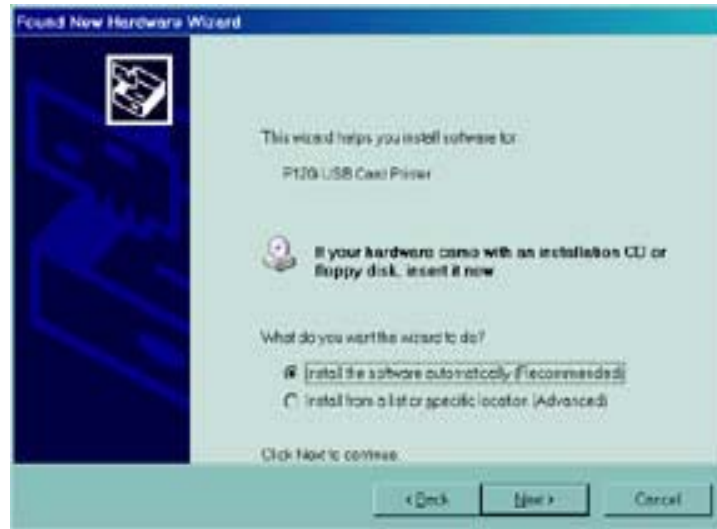 Found New Hardware Wizard
This wizard helps you install software for:
P120i USB Card Printer
If your hardware came with an installation CD or
floppy disk, insert it now
What do you want the wizard to do?
Install the software automatically (Recommended)
Install from a list or specific location (Advanced)
Click Next to continue.
< Back
Next >
Cancel